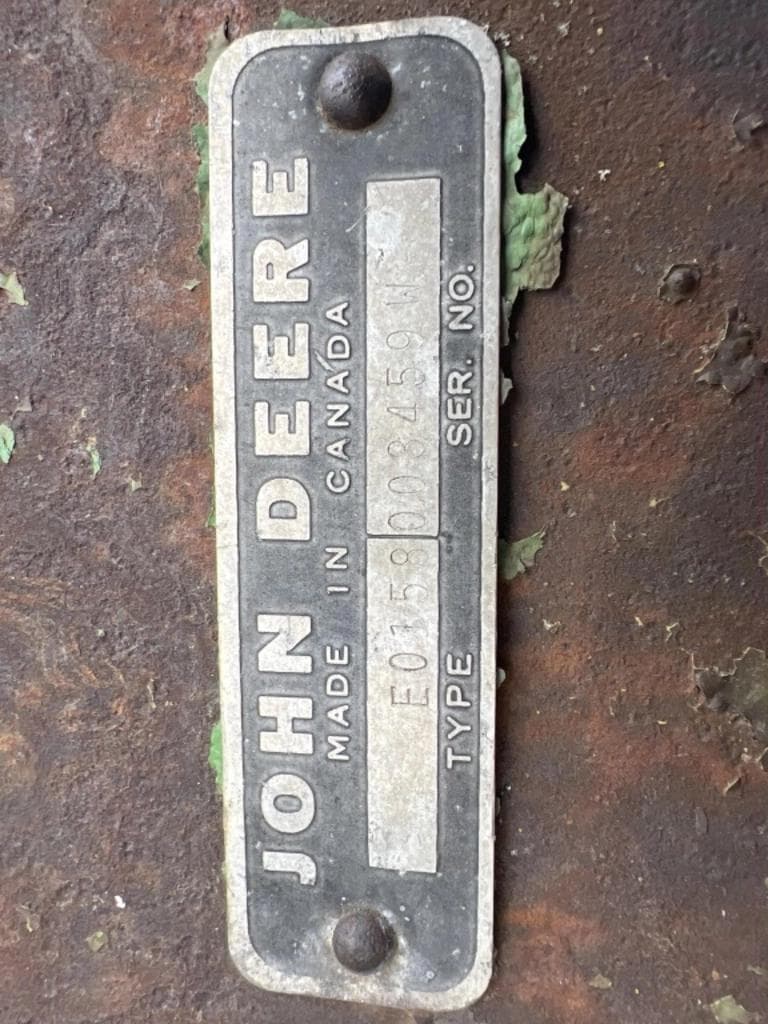 JOHN DEERE
MADE IN CANADA
E0158 003459W
TYPE SER. NO.